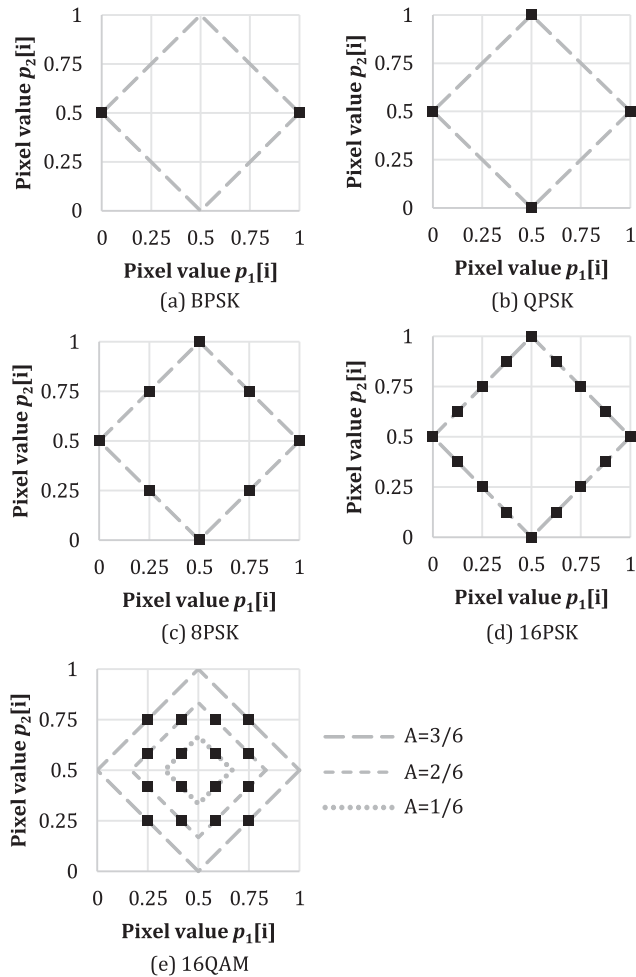 1
0.75
0.5
0.25
0
0 0.25 0.5 0.75 1
Pixel value p₂[i]
Pixel value p₁[i]
(a) BPSK
1
0.75
0.5
0.25
0
0 0.25 0.5 0.75 1
Pixel value p₂[i]
Pixel value p₁[i]
(b) QPSK
1
0.75
0.5
0.25
0
0 0.25 0.5 0.75 1
Pixel value p₂[i]
Pixel value p₁[i]
(c) 8PSK
1
0.75
0.5
0.25
0
0 0.25 0.5 0.75 1
Pixel value p₂[i]
Pixel value p₁[i]
(d) 16PSK
1
0.75
0.5
0.25
0
0 0.25 0.5 0.75 1
Pixel value p₂[i]
Pixel value p₁[i]
(e) 16QAM
A=3/6
A=2/6
A=1/6